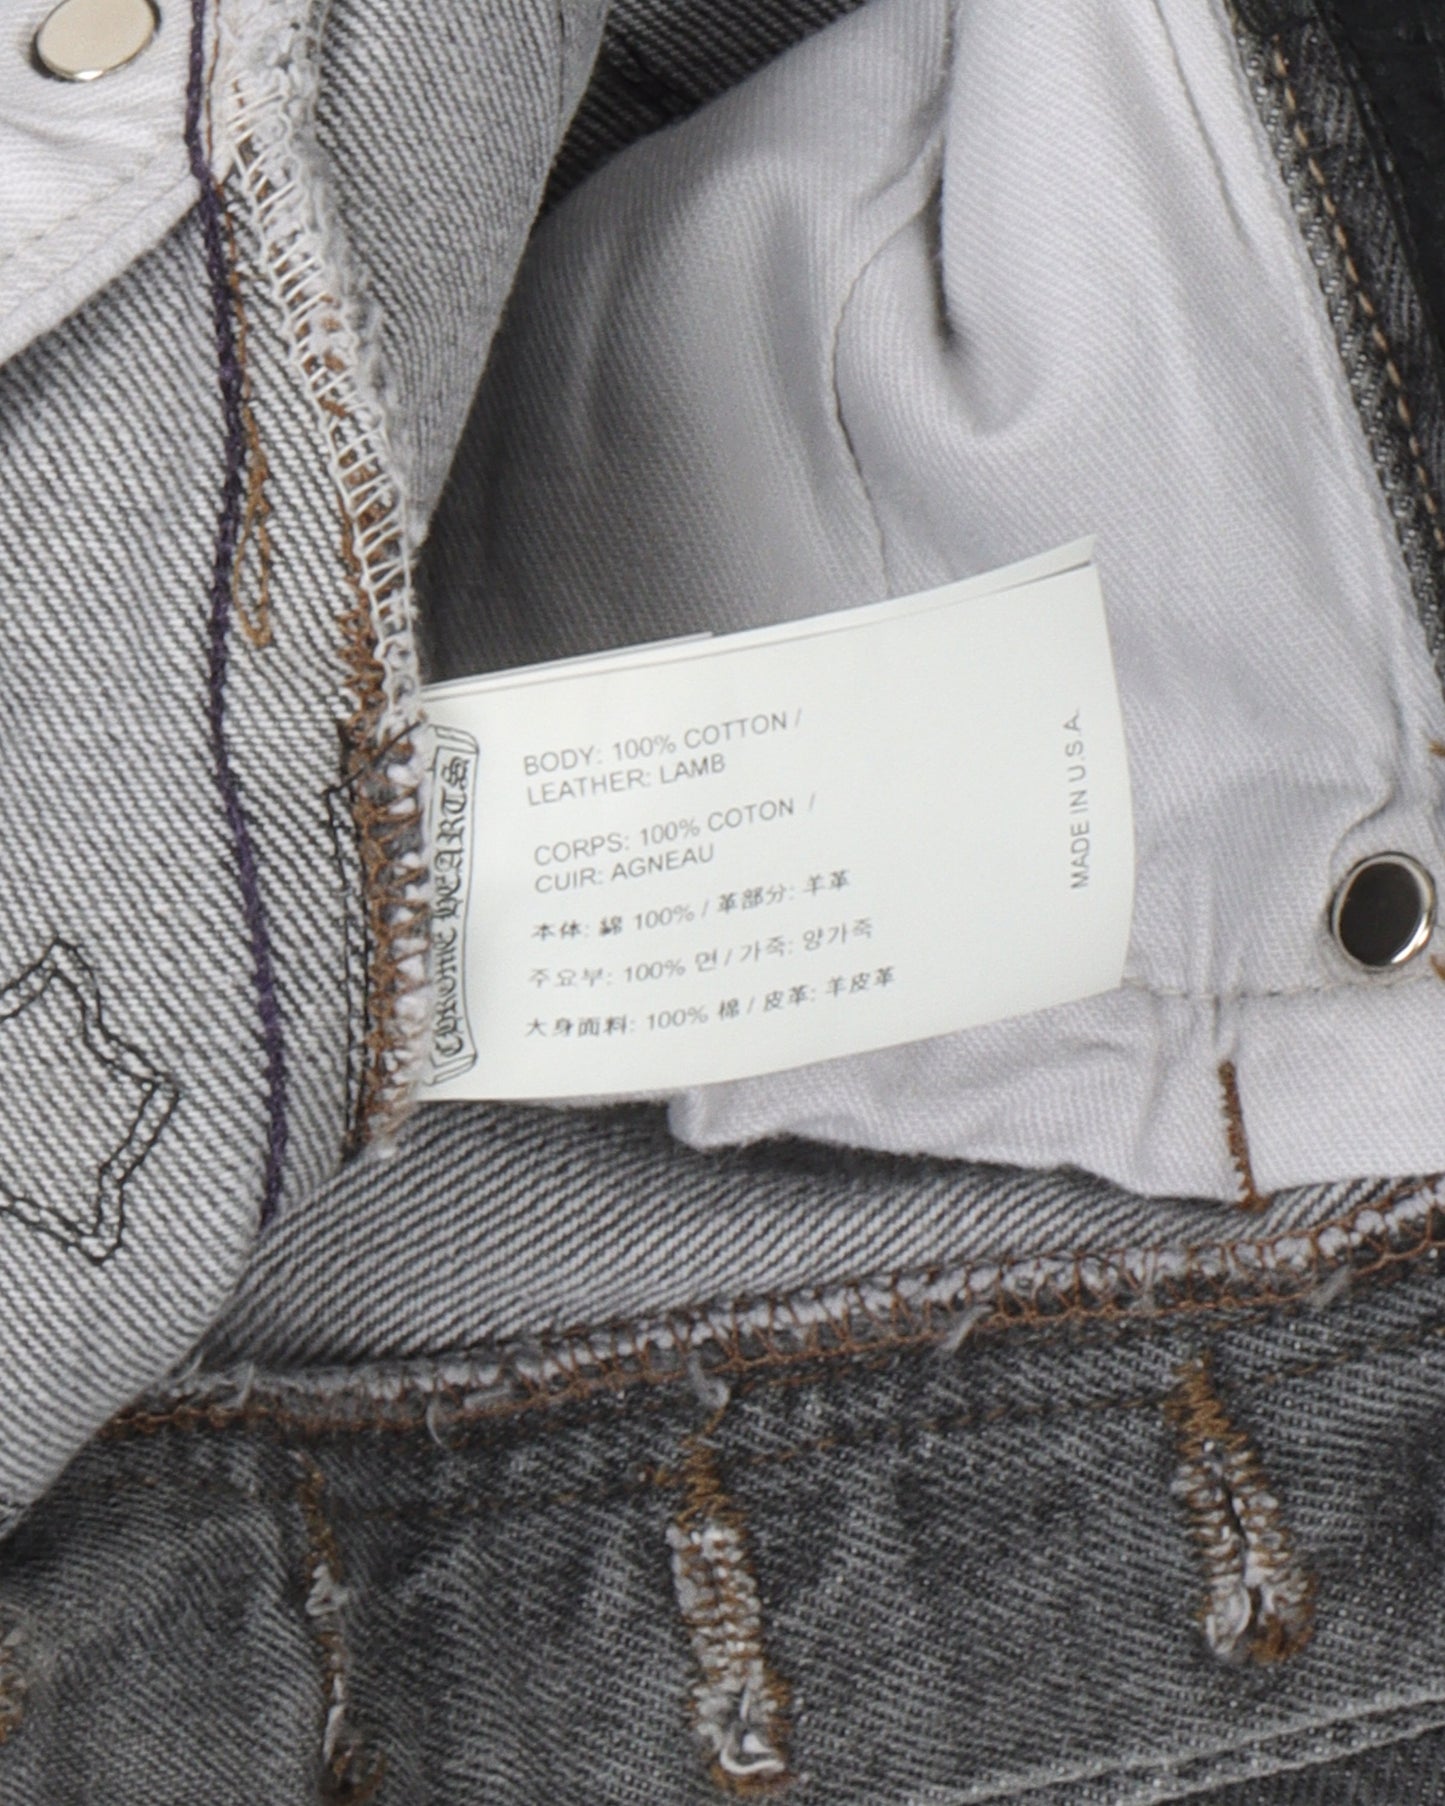 BODY: 100% COTTON /
LEATHER: LAMB
CORPS: 100% COTON /
CUIR: AGNEAU
本体: 綿 100% / 革部分: 羊革
주요부: 100% 면 / 가죽: 양가죽
大身面料: 100% 棉 / 皮革: 羊皮革
MADE IN U.S.A.
CHROME HEARTS